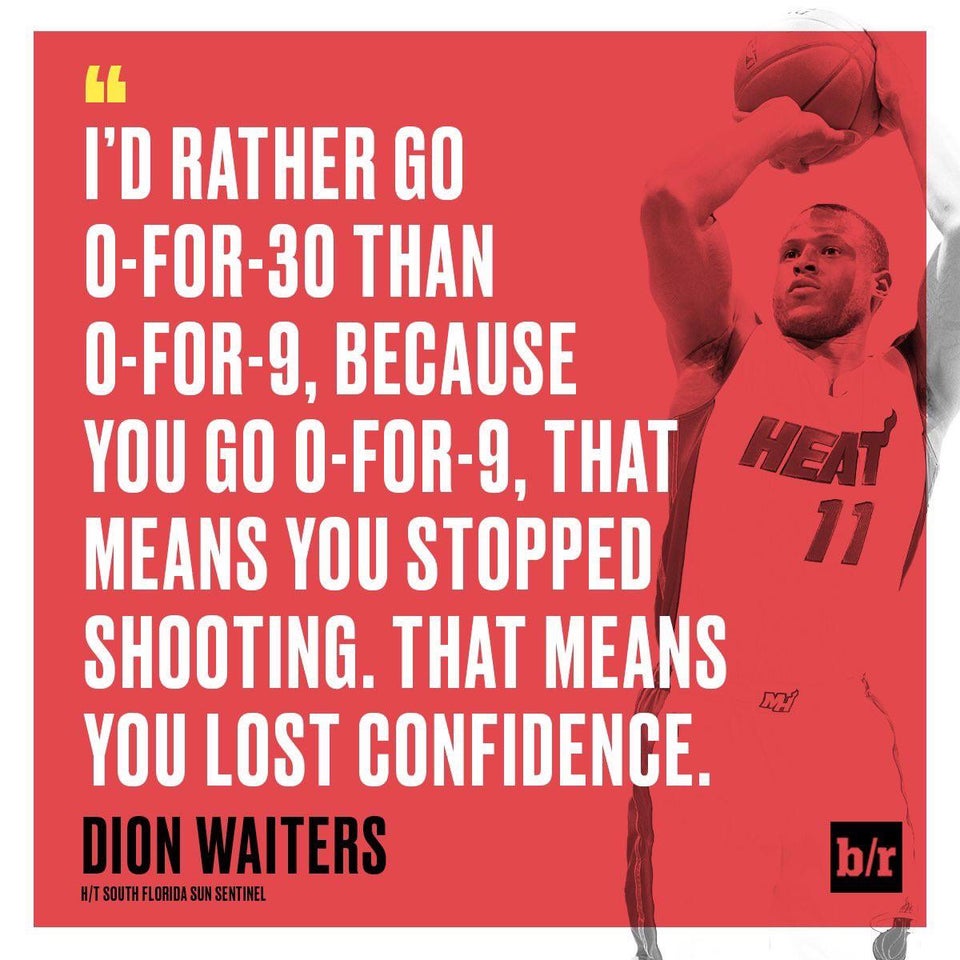 “
I’D RATHER GO
0-FOR-30 THAN
0-FOR-9, BECAUSE
YOU GO 0-FOR-9, THAT
MEANS YOU STOPPED
SHOOTING. THAT MEANS
YOU LOST CONFIDENCE.
DION WAITERS
H/T SOUTH FLORIDA SUN SENTINEL
HEAT
11
MH
b/r